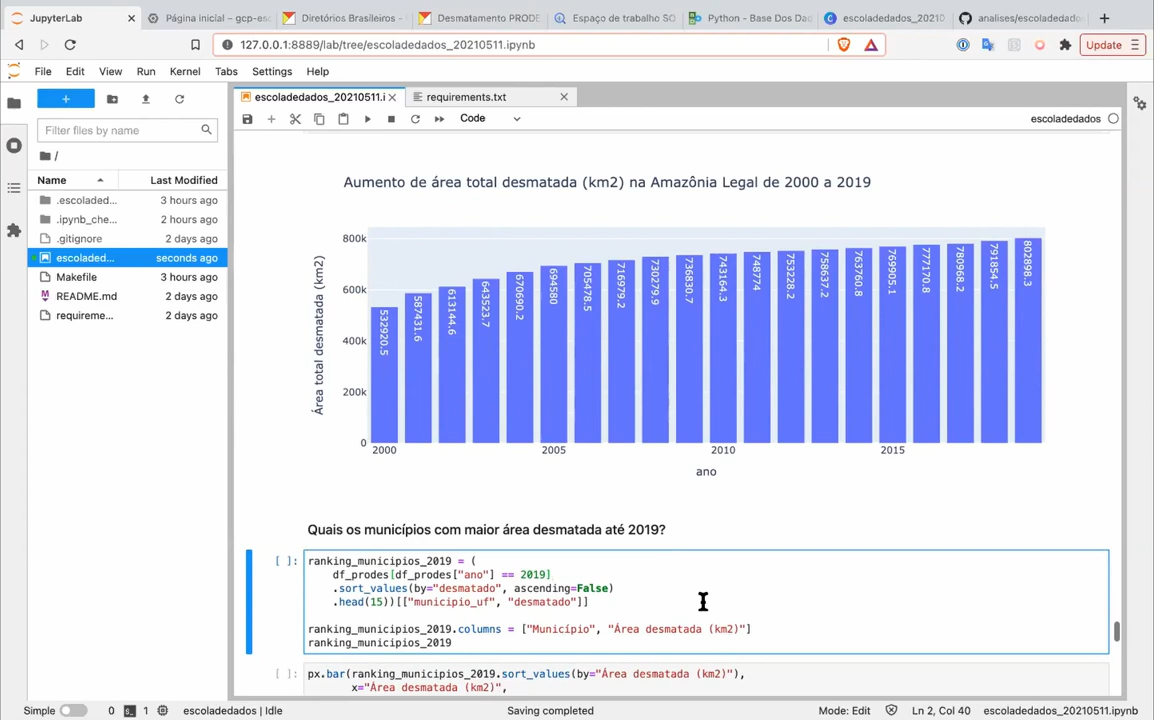 JupyterLab
Página inicial – gcp-es
Diretórios Brasileiros -
Desmatamento PRODE
Espaço de trabalho SQ
Python - Base Dos Dad
escoladedados_20210
analises/escoladedado
127.0.0.1:8889/lab/tree/escoladedados_20210511.ipynb
Update
File Edit View Run Kernel Tabs Settings Help
Filter files by name
/
Name Last Modified
.escoladed... 3 hours ago
.ipynb_che... 2 hours ago
.gitignore 2 days ago
escoladed... seconds ago
Makefile 3 hours ago
README.md 2 days ago
requireme... 2 days ago
escoladedados_20210511.i
requirements.txt
Code
escoladedados
Aumento de área total desmatada (km2) na Amazônia Legal de 2000 a 2019
Área total desmatada (km2)
800k
600k
400k
200k
0
532920.5
587431.6
613144.6
643523.7
670690.2
694580
705478.5
716979.2
730279.9
736830.7
743164.3
748774
753228.2
758637.2
763760.8
769905.1
777170.8
780968.2
791854.5
802898.3
2000 2005 2010 2015
ano
Quais os municípios com maior área desmatada até 2019?
[ ]:
ranking_municipios_2019 = (
df_prodes[df_prodes["ano"] == 2019]
.sort_values(by="desmatado", ascending=False)
.head(15))[["municipio_uf", "desmatado"]]
ranking_municipios_2019.columns = ["Município", "Área desmatada (km2)"]
ranking_municipios_2019
[ ]:
px.bar(ranking_municipios_2019.sort_values(by="Área desmatada (km2)"),
x="Área desmatada (km2)",
Simple 0 1 escoladedados | Idle Saving completed Mode: Edit Ln 2, Col 40 escoladedados_20210511.ipynb